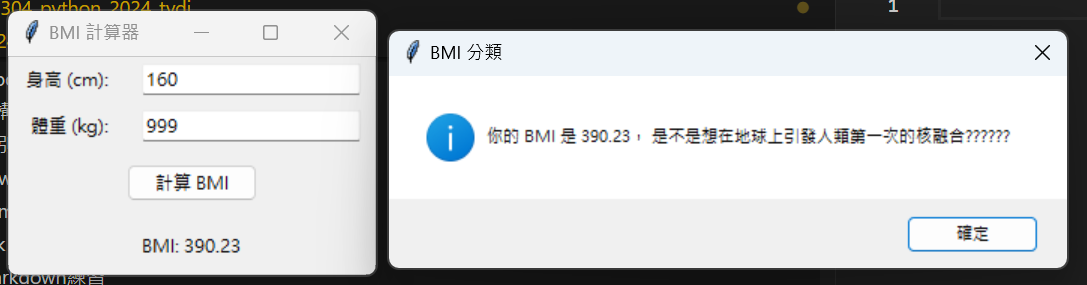 304_python_2024_tydi
1
BMI 計算器
身高 (cm):
160
體重 (kg):
999
計算 BMI
BMI: 390.23
arkdown練習
BMI 分類
你的 BMI 是 390.23， 是不是想在地球上引發人類第一次的核融合??????
確定